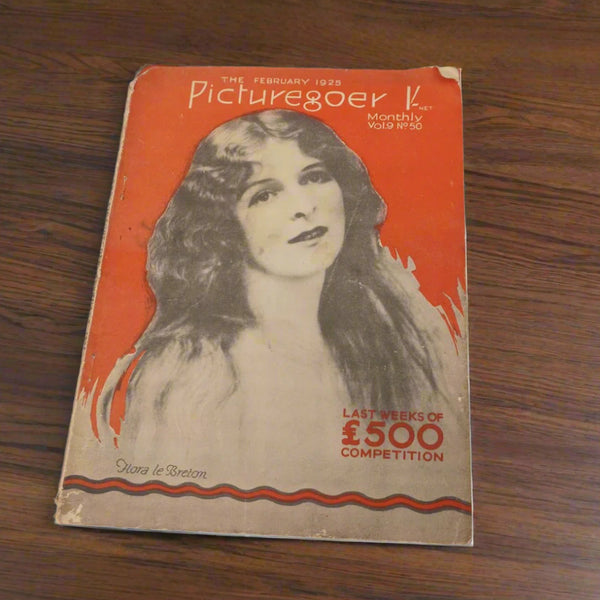 THE FEBRUARY 1925
Picturegoer 1/- NET
Monthly
Vol.9 No 50
LAST WEEKS OF
£500
COMPETITION
Flora le Breton